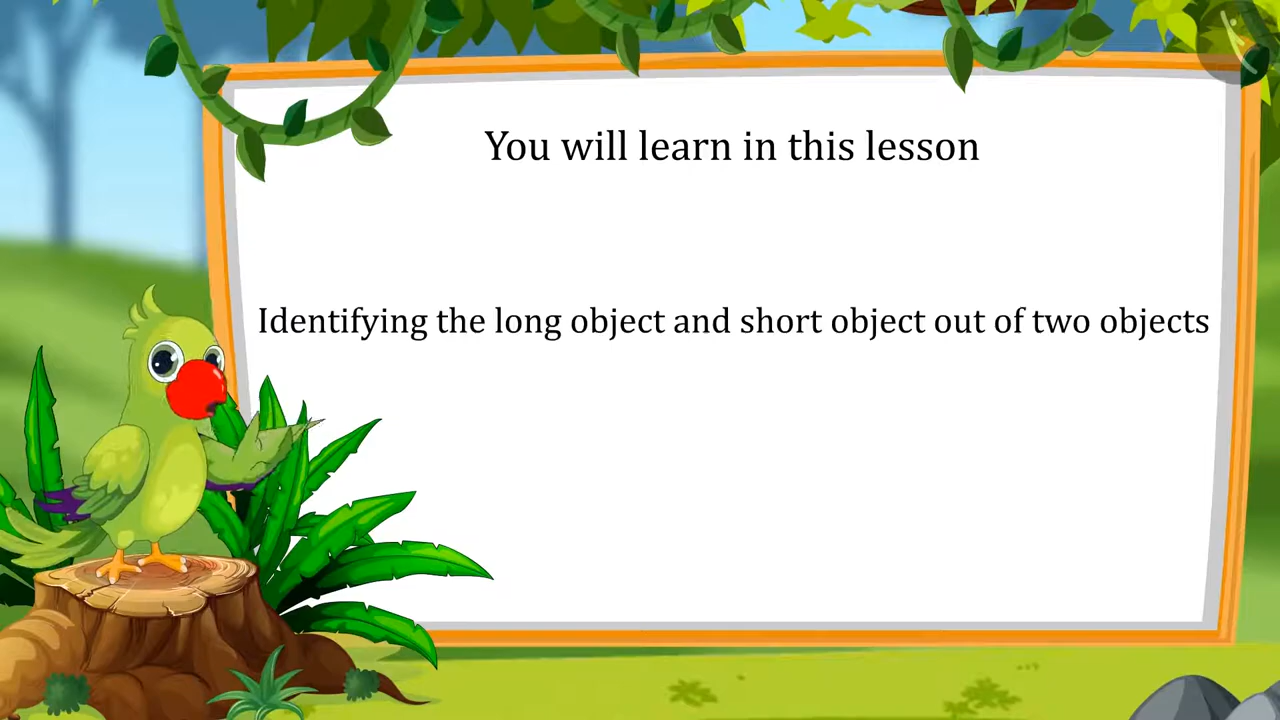 You will learn in this lesson
Identifying the long object and short object out of two objects